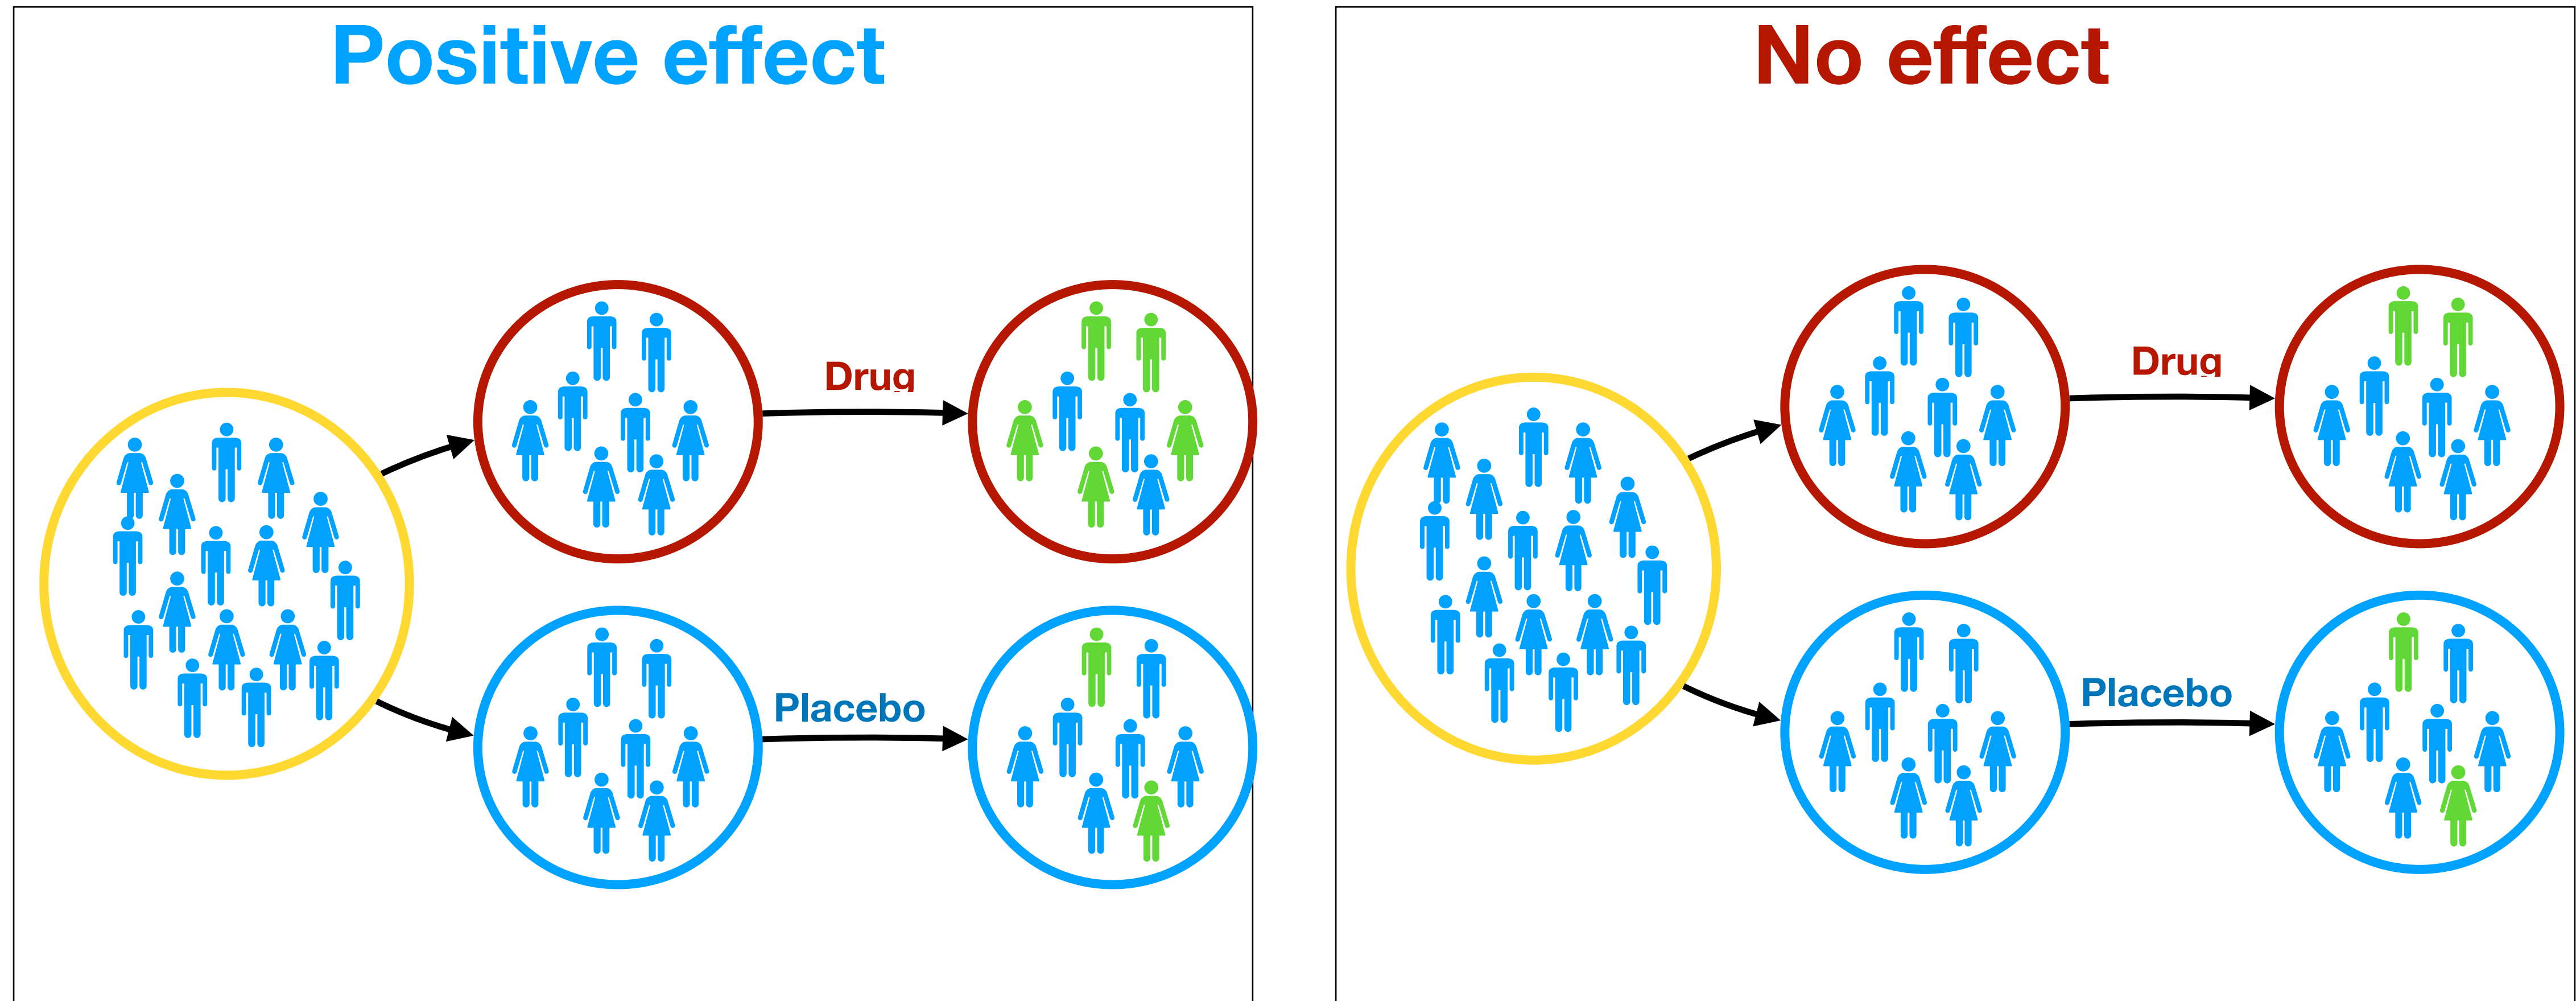 Positive effect
No effect
Drug
Placebo
Drug
Placebo